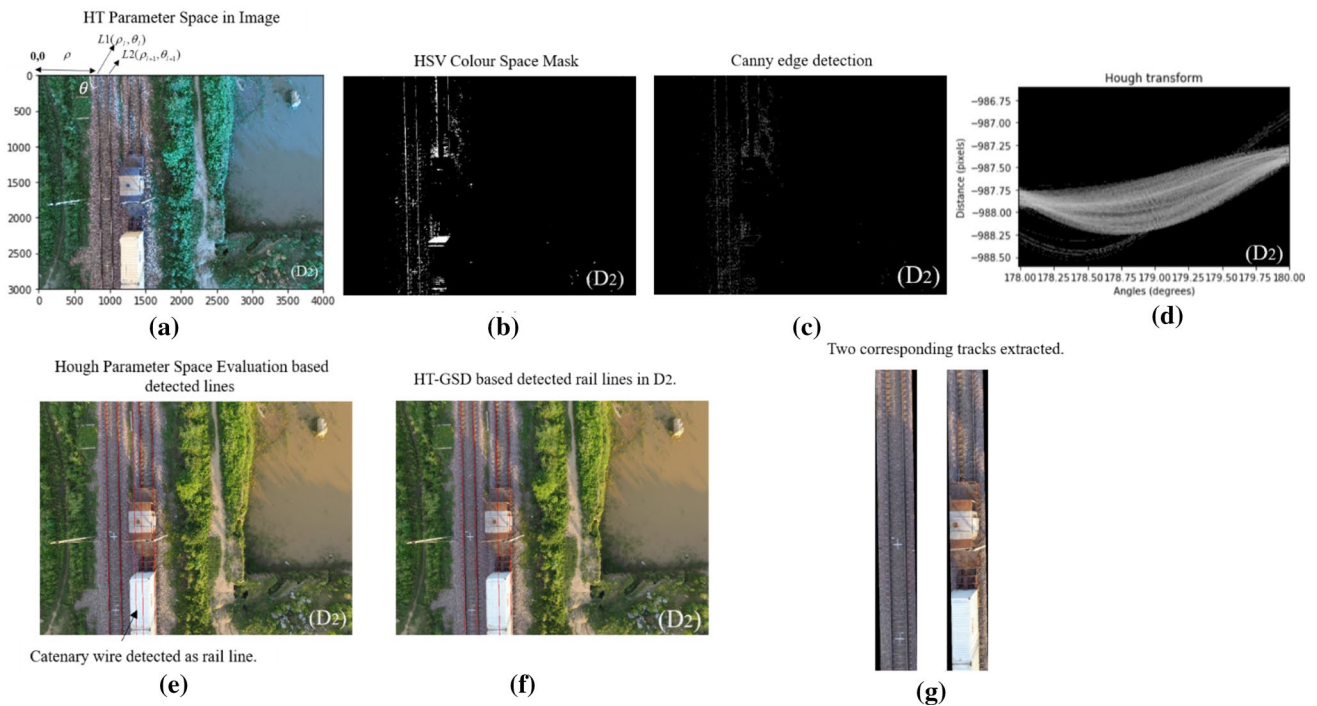 HT Parameter Space in Image
L1(ρᵢ,θᵢ)
L2(ρᵢ₊₁,θᵢ₊₁)
0,0
ρ
θ
0
500
1000
1500
2000
2500
3000
0 500 1000 1500 2000 2500 3000 3500 4000
(D2)
(a)
HSV Colour Space Mask
(D2)
(b)
Canny edge detection
(D2)
(c)
Hough transform
Distance (pixels)
−986.75
−987.00
−987.25
−987.50
−987.75
−988.00
−988.25
−988.50
178.00 178.25 178.50 178.75 179.00 179.25 179.50 179.75 180.00
Angles (degrees)
(D2)
(d)
Hough Parameter Space Evaluation based
detected lines
(D2)
Catenary wire detected as rail line.
(e)
HT-GSD based detected rail lines in D2.
(D2)
(f)
Two corresponding tracks extracted.
(g)